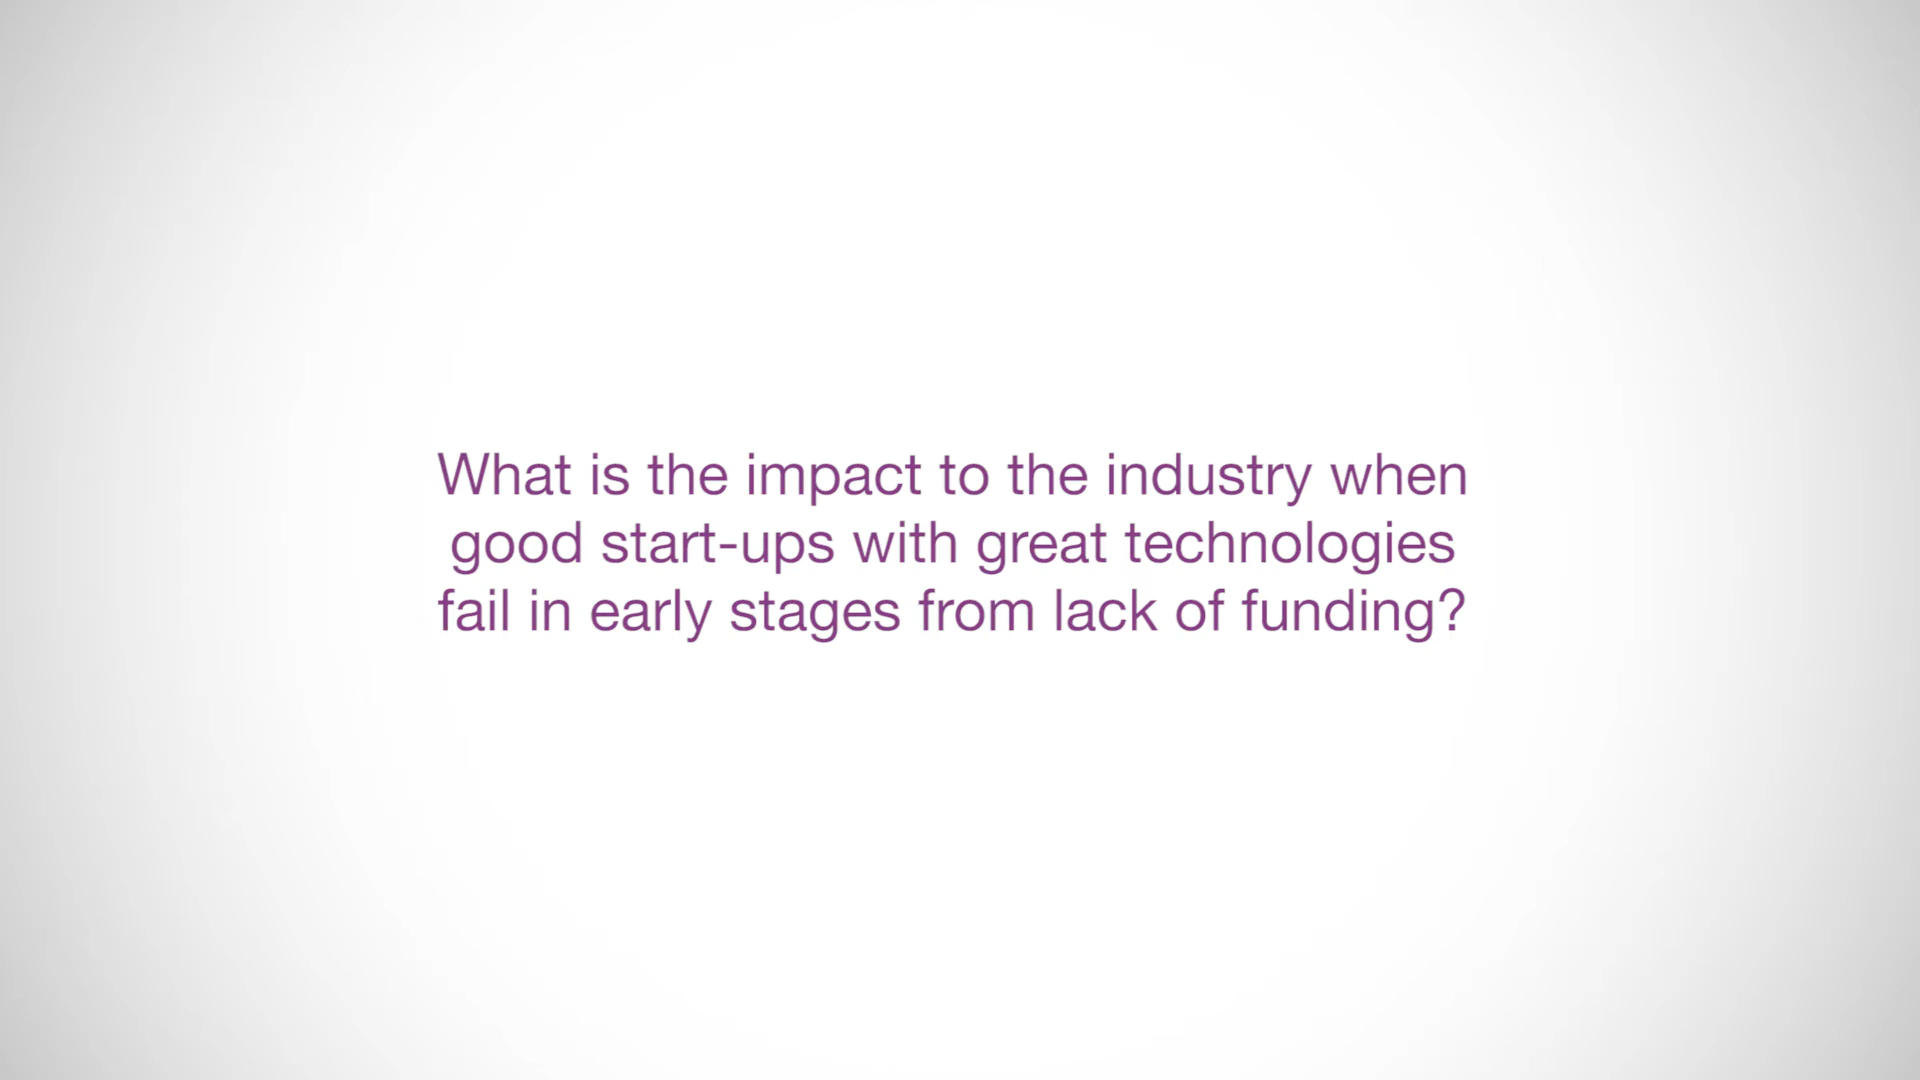 What is the impact to the industry when
good start-ups with great technologies
fail in early stages from lack of funding?